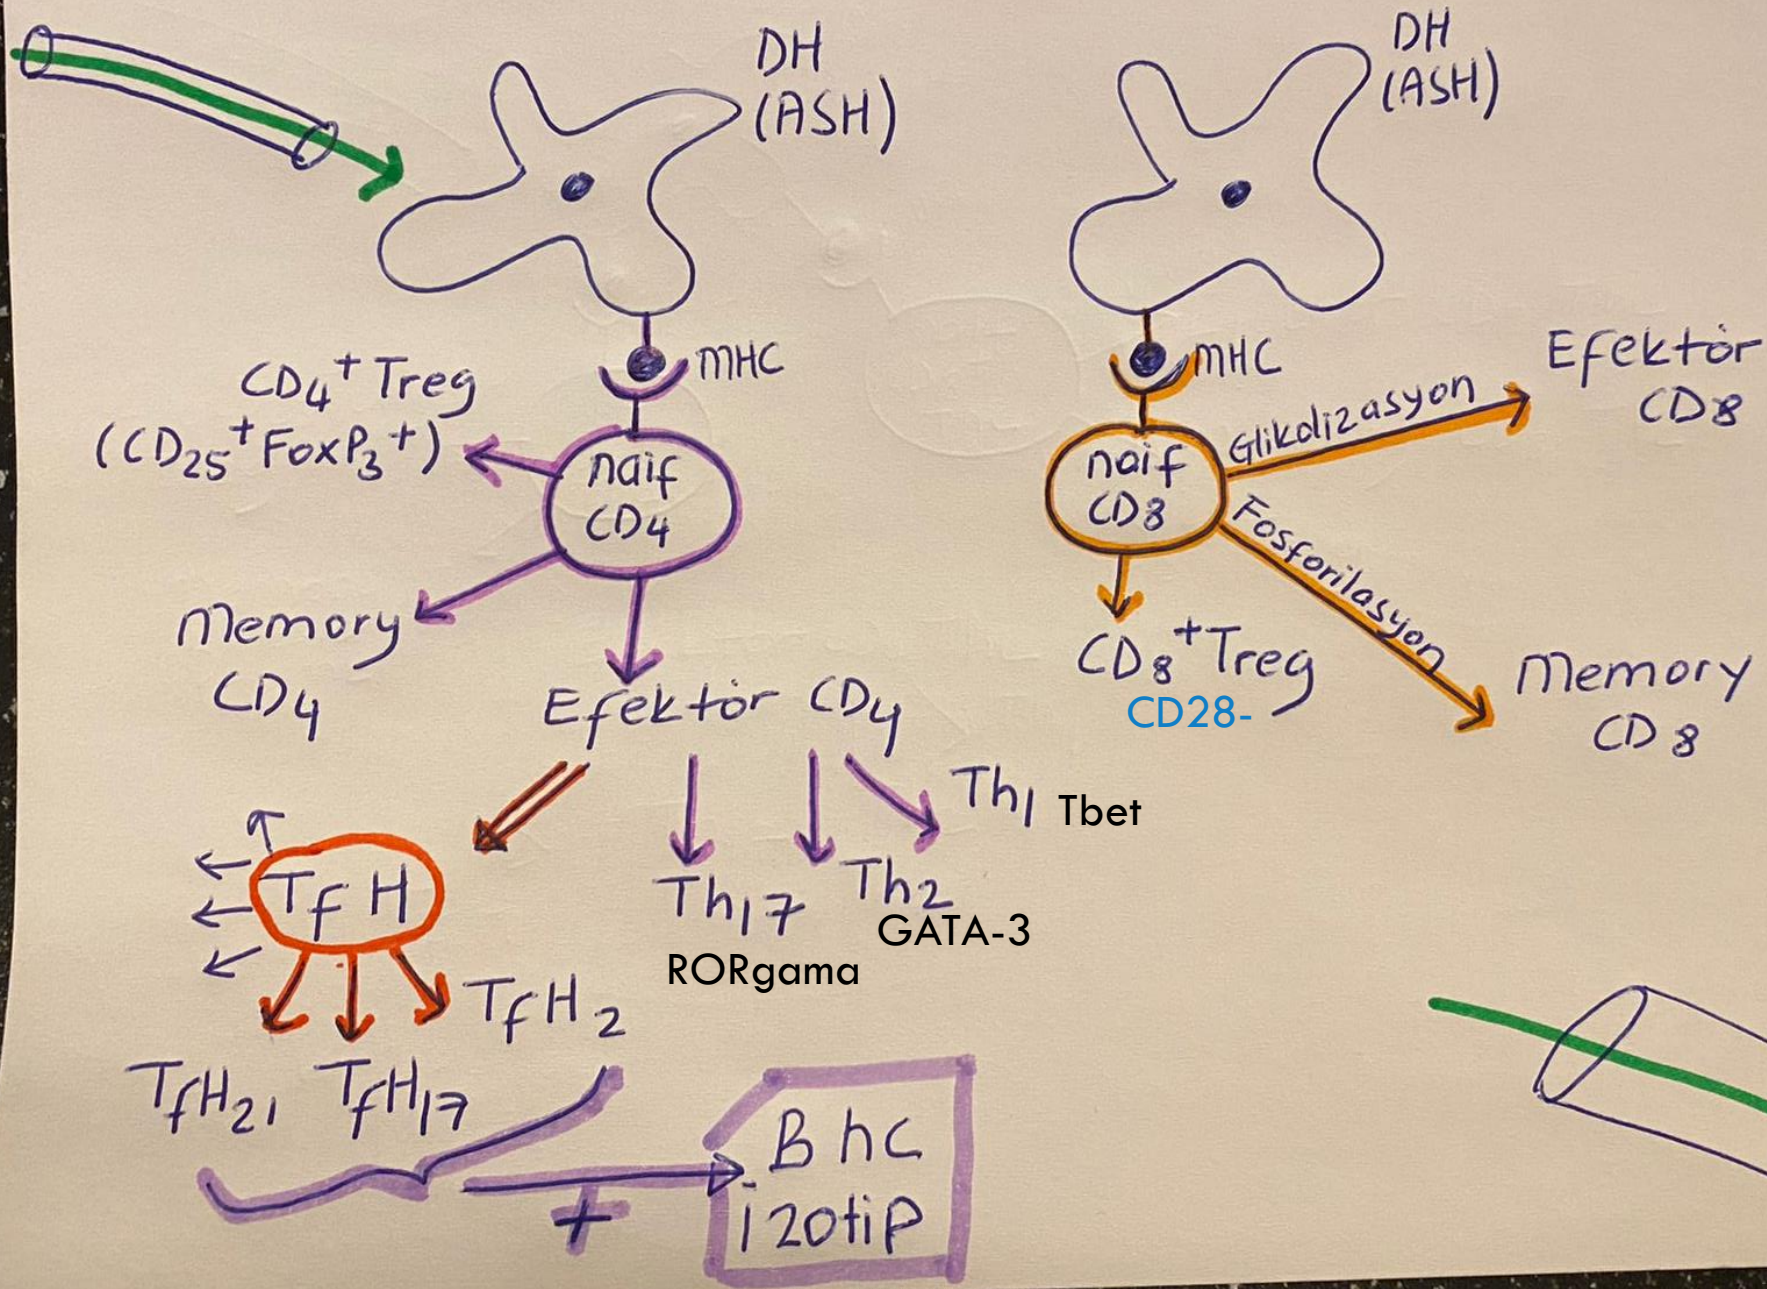 DH
(ASH)
MHC
CD4+ Treg
(CD25+ FoxP3+)
naif
CD4
Memory
CD4
Efektör CD4
Th1 Tbet
Th2
GATA-3
Th17
RORgama
TfH
TfH2
TfH21 TfH17
+
B hc
izotip
DH
(ASH)
MHC
naif
CD8
Glikolizasyon
Efektör
CD8
Fosforilasyon
Memory
CD8
CD8+ Treg
CD28-